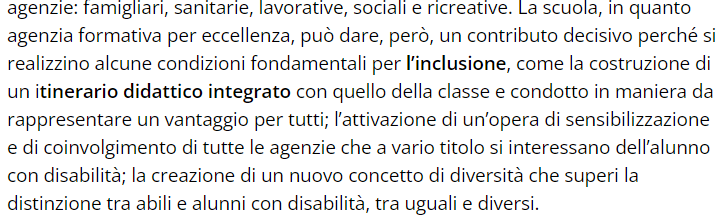 agenzie: famigliari, sanitarie, lavorative, sociali e ricreative. La scuola, in quanto
agenzia formativa per eccellenza, può dare, però, un contributo decisivo perché si
realizzino alcune condizioni fondamentali per l’inclusione, come la costruzione di
un itinerario didattico integrato con quello della classe e condotto in maniera da
rappresentare un vantaggio per tutti; l’attivazione di un’opera di sensibilizzazione
e di coinvolgimento di tutte le agenzie che a vario titolo si interessano dell’alunno
con disabilità; la creazione di un nuovo concetto di diversità che superi la
distinzione tra abili e alunni con disabilità, tra uguali e diversi.